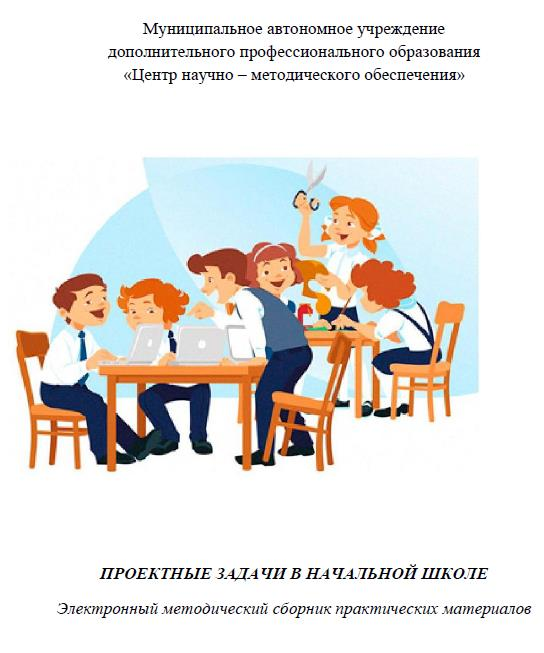 Муниципальное автономное учреждение
дополнительного профессионального образования
«Центр научно – методического обеспечения»
ПРОЕКТНЫЕ ЗАДАЧИ В НАЧАЛЬНОЙ ШКОЛЕ
Электронный методический сборник практических материалов